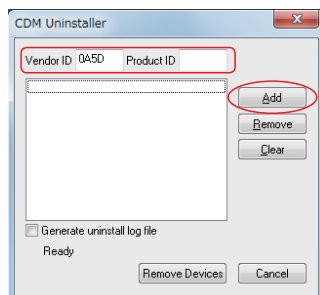 CDM Uninstaller
Vendor ID 0A5D Product ID
Add
Remove
Clear
Generate uninstall log file
Ready
Remove Devices Cancel